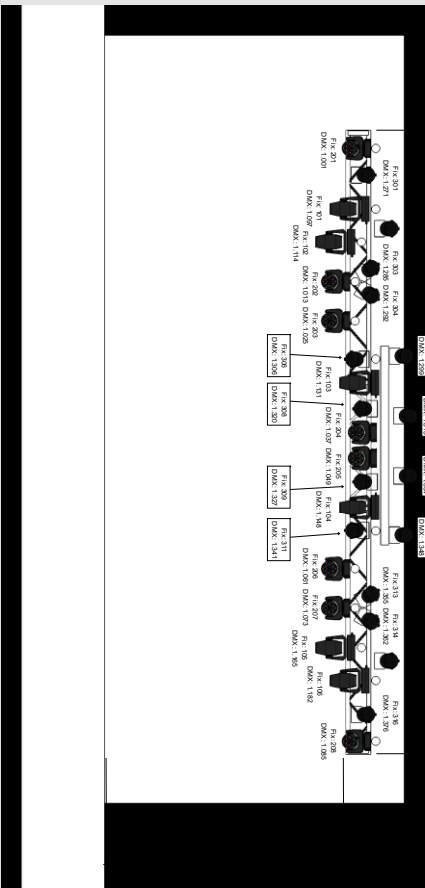 Fix: 201
DMX: 1.001
Fix: 301
DMX: 1.271
Fix: 101
DMX: 1.097
Fix: 102
DMX: 1.114
Fix: 303
DMX: 1.285
Fix: 304
DMX: 1.292
Fix: 202
DMX: 1.013
Fix: 203
DMX: 1.025
DMX: 1.299
Fix: 306
DMX: 1.306
Fix: 103
DMX: 1.131
Fix: 308
DMX: 1.320
Fix: 204
DMX: 1.037
Fix: 205
DMX: 1.049
Fix: 309
DMX: 1.327
Fix: 104
DMX: 1.148
Fix: 311
DMX: 1.341
DMX: 1.348
Fix: 206
DMX: 1.061
Fix: 207
DMX: 1.073
Fix: 313
DMX: 1.355
Fix: 314
DMX: 1.362
Fix: 105
DMX: 1.165
Fix: 106
DMX: 1.182
Fix: 316
DMX: 1.376
Fix: 208
DMX: 1.085